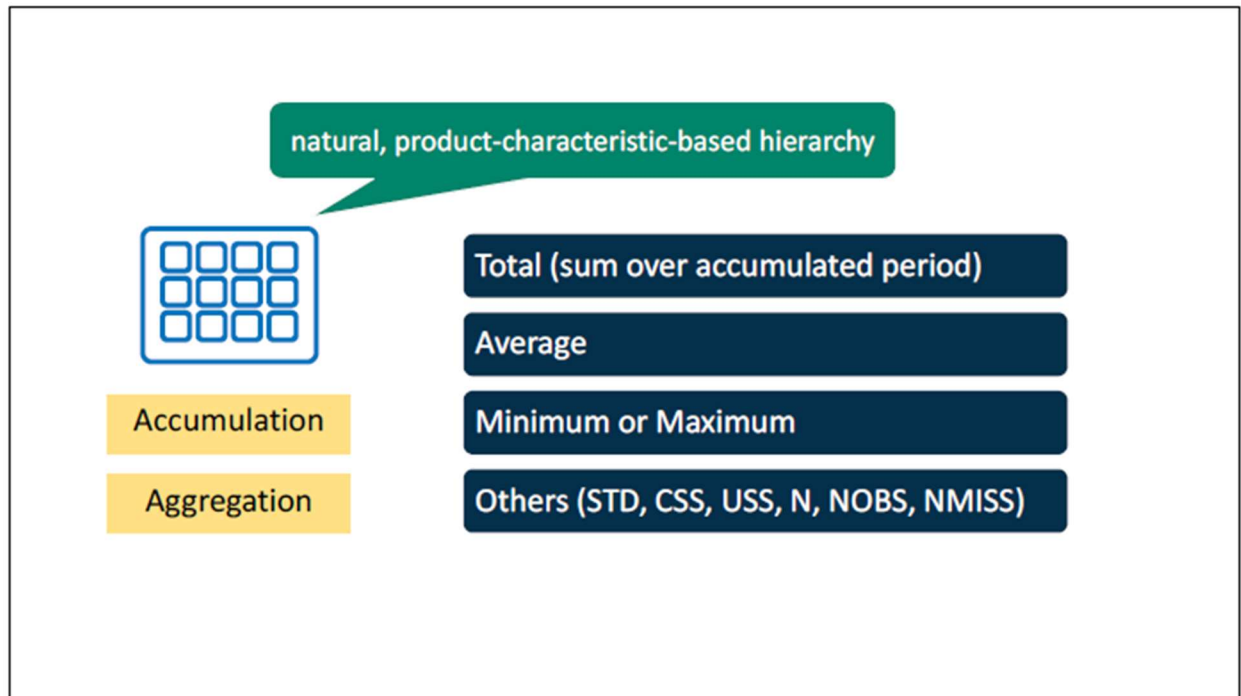 natural, product-characteristic-based hierarchy
Total (sum over accumulated period)
Average
Accumulation
Minimum or Maximum
Aggregation
Others (STD, CSS, USS, N, NOBS, NMISS)